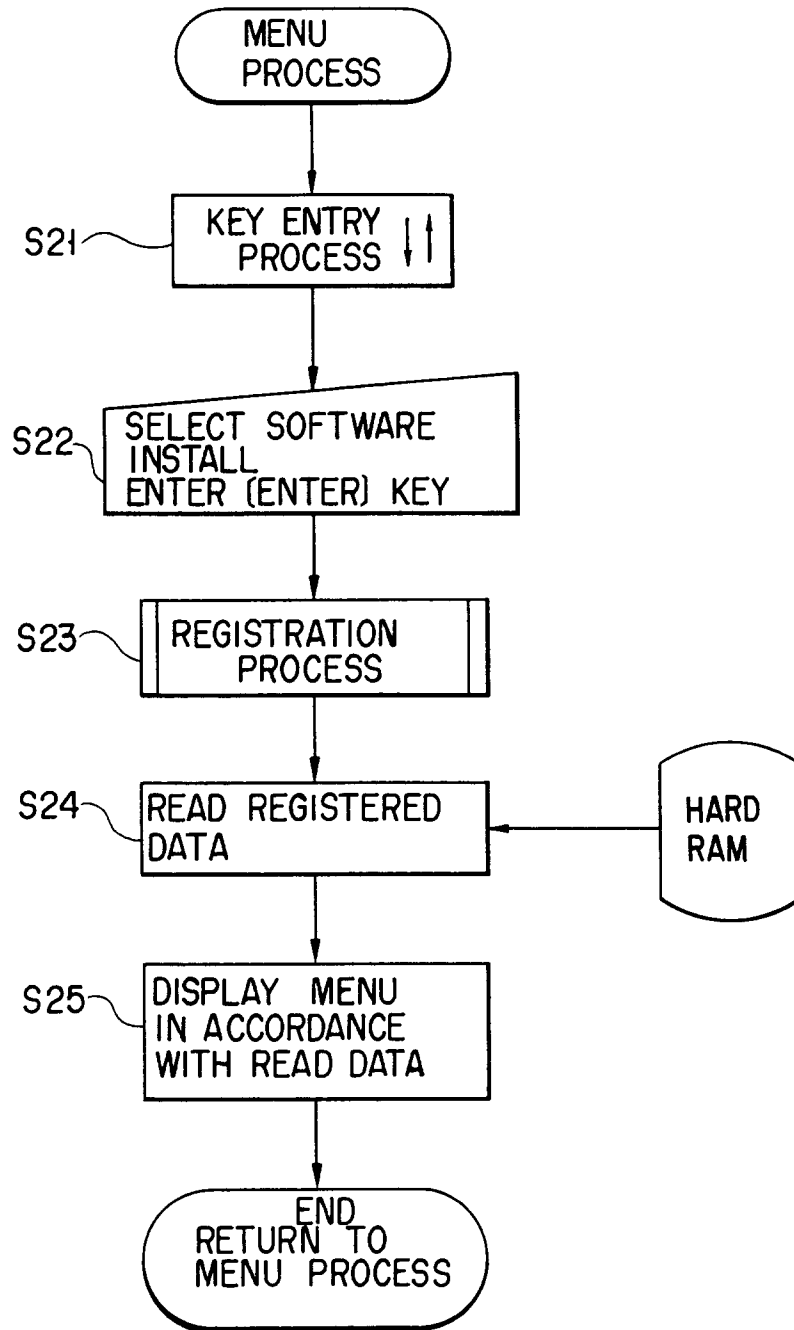 MENU
PROCESS
S21
KEY ENTRY
PROCESS ↓↑
S22
SELECT SOFTWARE
INSTALL
ENTER (ENTER) KEY
S23
REGISTRATION
PROCESS
S24
READ REGISTERED
DATA
HARD
RAM
S25
DISPLAY MENU
IN ACCORDANCE
WITH READ DATA
END
RETURN TO
MENU PROCESS